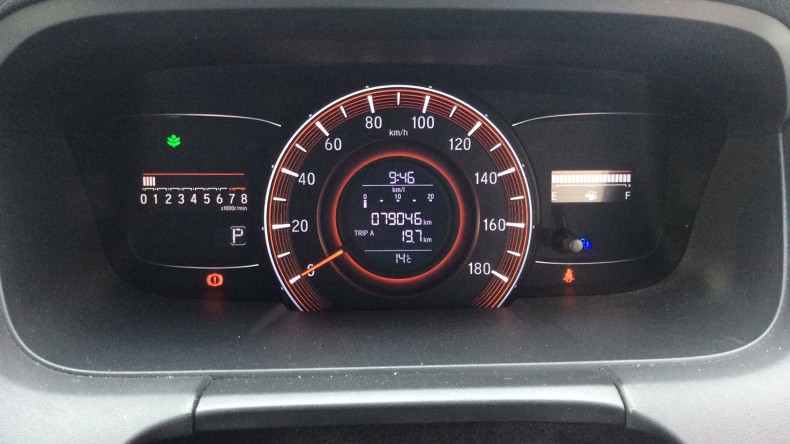 80 100
60 km/h 120
40 9:46 140
km/l
0 10 20
0 1 2 3 4 5 6 7 8
x1000r/min
E F
20 079046 km 160
P TRIP A 19.7 km
0 14°C 180